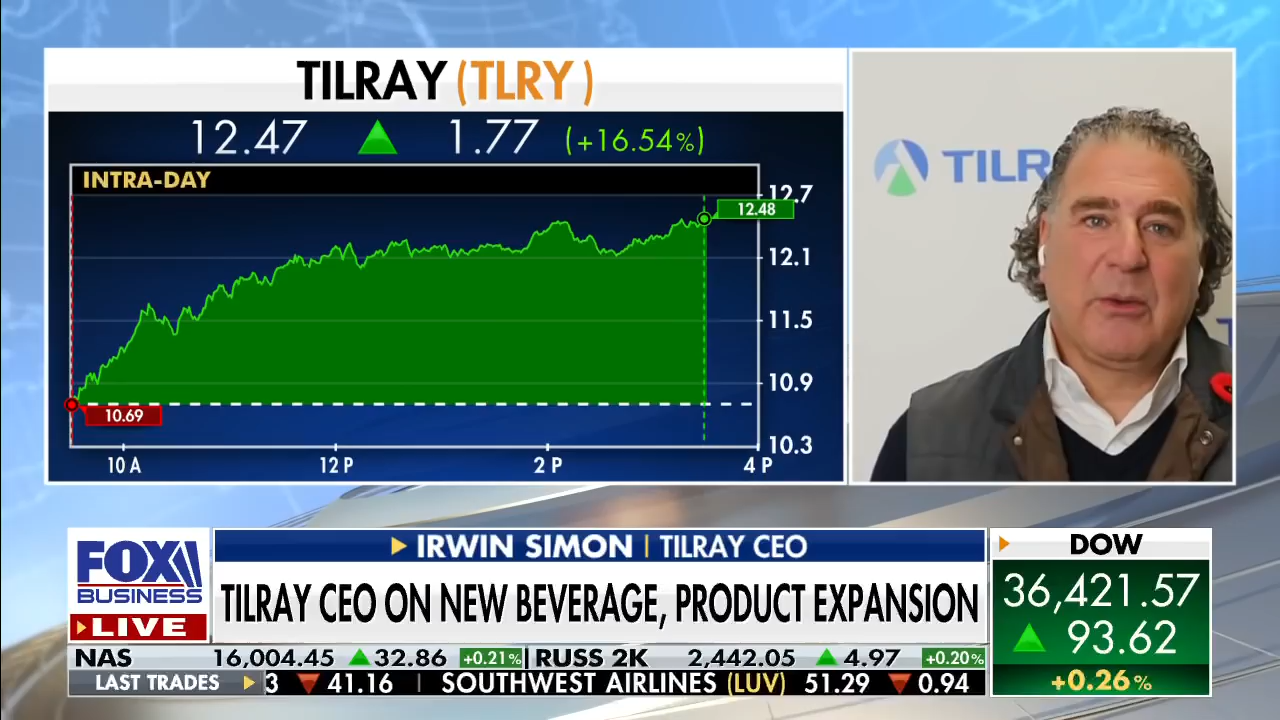 TILRAY (TLRY )
12.47 ▲ 1.77 (+16.54%)
INTRA-DAY
12.7
12.48
12.1
11.5
10.9
10.69
10.3
10 A 12 P 2 P 4 P
TILR
FOX
BUSINESS
LIVE
IRWIN SIMON | TILRAY CEO
TILRAY CEO ON NEW BEVERAGE, PRODUCT EXPANSION
DOW
36,421.57
▲ 93.62
+0.26%
NAS 16,004.45 ▲ 32.86 +0.21% RUSS 2K 2,442.05 ▲ 4.97 +0.20%
LAST TRADES 3 ▼ 41.16 | SOUTHWEST AIRLINES (LUV) 51.29 ▼ 0.94